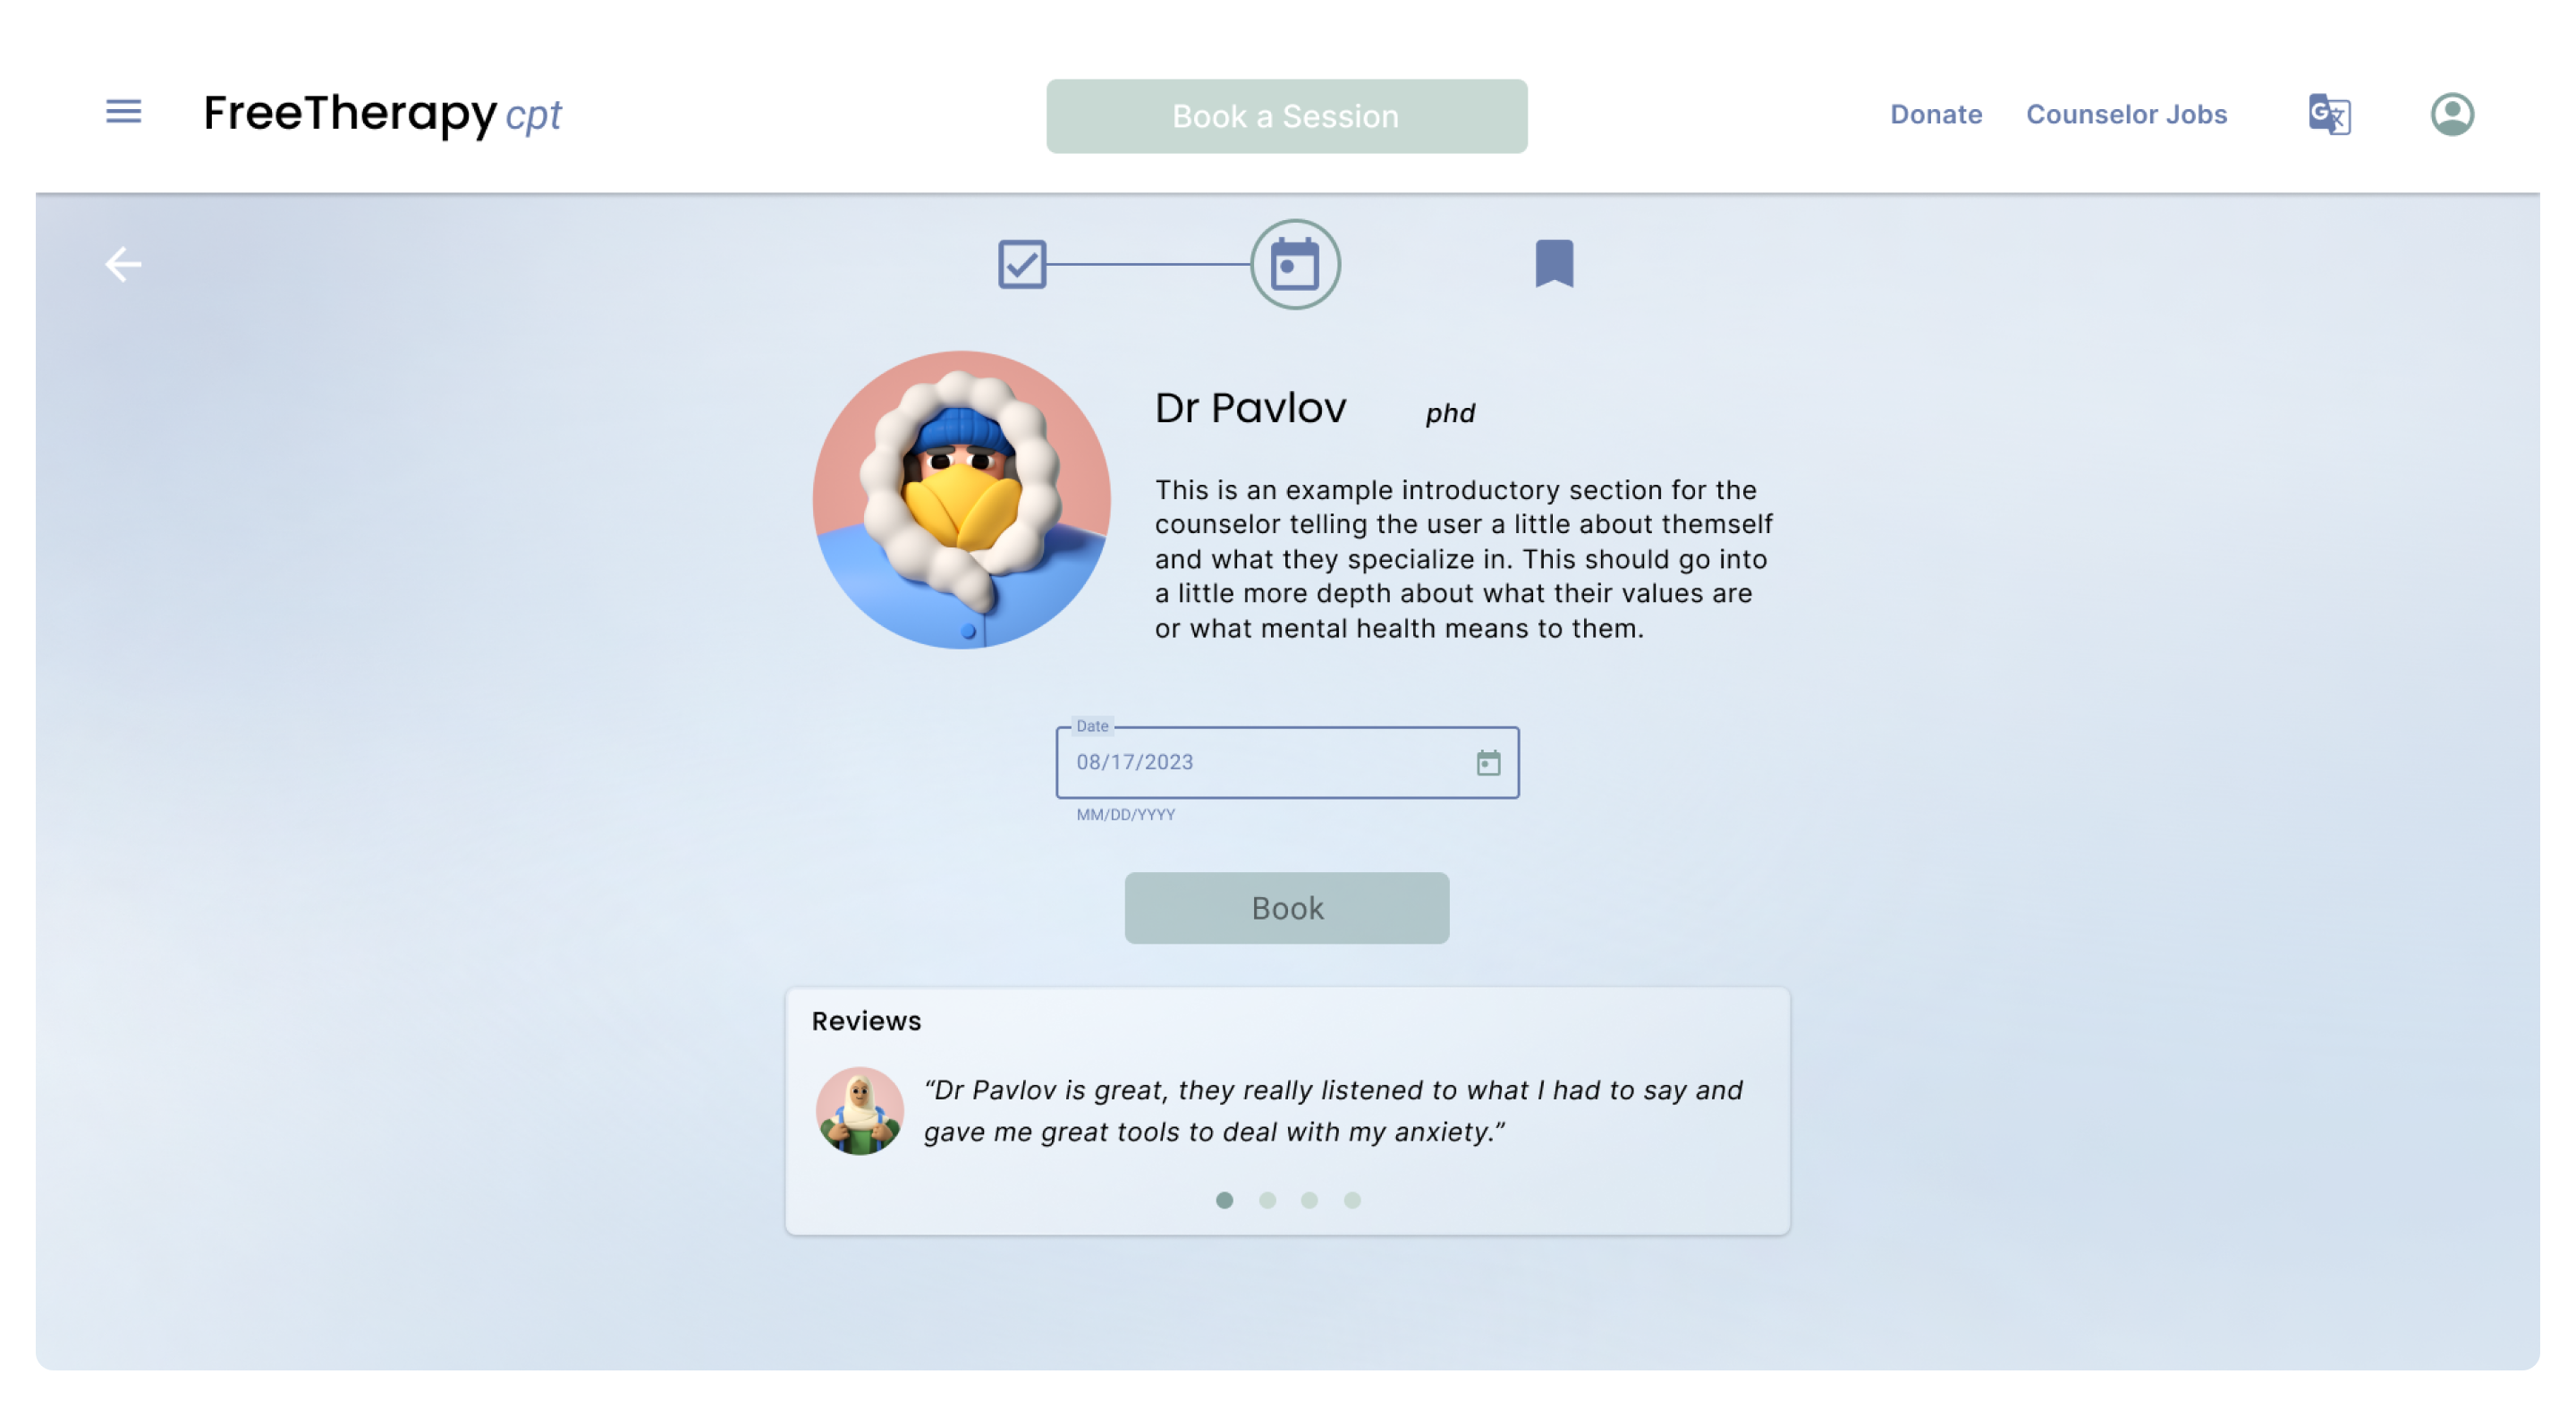 FreeTherapy cpt
Book a Session
Donate
Counselor Jobs
Dr Pavlov phd
This is an example introductory section for the
counselor telling the user a little about themself
and what they specialize in. This should go into
a little more depth about what their values are
or what mental health means to them.
Date
08/17/2023
MM/DD/YYYY
Book
Reviews
“Dr Pavlov is great, they really listened to what I had to say and
gave me great tools to deal with my anxiety.”